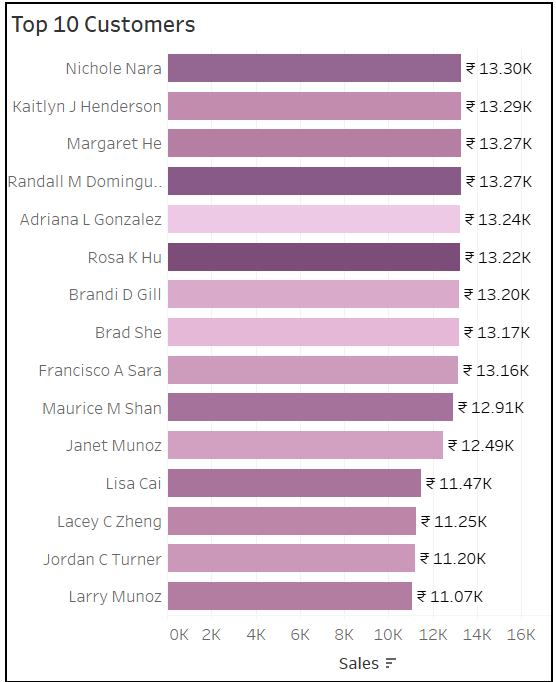 Top 10 Customers
Nichole Nara ₹ 13.30K
Kaitlyn J Henderson ₹ 13.29K
Margaret He ₹ 13.27K
Randall M Domingu.. ₹ 13.27K
Adriana L Gonzalez ₹ 13.24K
Rosa K Hu ₹ 13.22K
Brandi D Gill ₹ 13.20K
Brad She ₹ 13.17K
Francisco A Sara ₹ 13.16K
Maurice M Shan ₹ 12.91K
Janet Munoz ₹ 12.49K
Lisa Cai ₹ 11.47K
Lacey C Zheng ₹ 11.25K
Jordan C Turner ₹ 11.20K
Larry Munoz ₹ 11.07K
0K 2K 4K 6K 8K 10K 12K 14K 16K
Sales